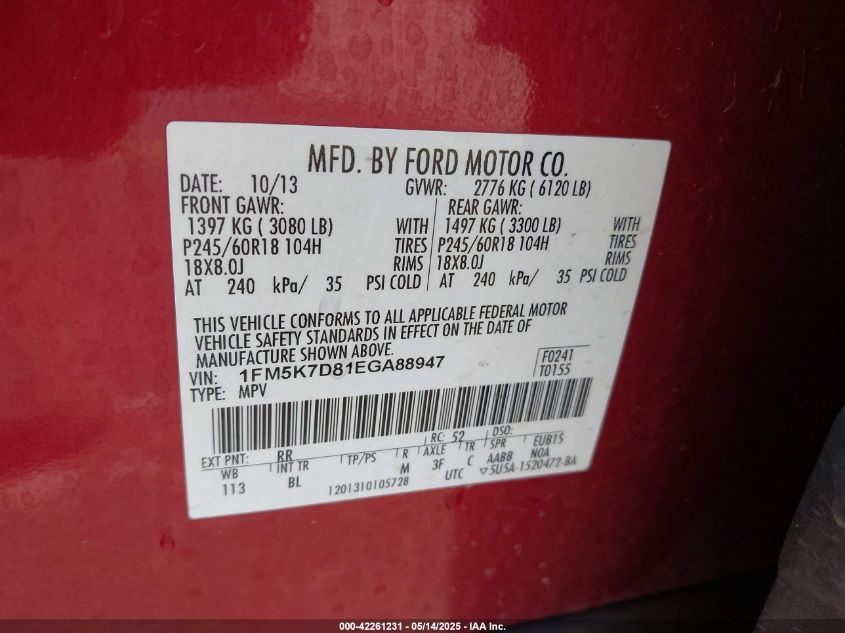 MFD. BY FORD MOTOR CO.
DATE: 10/13 GVWR: 2776 KG ( 6120 LB)
FRONT GAWR: REAR GAWR:
1397 KG ( 3080 LB) WITH 1497 KG ( 3300 LB) WITH
P245/60R18 104H TIRES P245/60R18 104H TIRES
18X8.0J RIMS 18X8.0J RIMS
AT 240 kPa/ 35 PSI COLD AT 240 kPa/ 35 PSI COLD
THIS VEHICLE CONFORMS TO ALL APPLICABLE FEDERAL MOTOR
VEHICLE SAFETY STANDARDS IN EFFECT ON THE DATE OF
MANUFACTURE SHOWN ABOVE.
VIN: 1FM5K7D81EGA88947 F0241
TYPE: MPV T0155
EXT PNT: RR RC: 52 DSO:
WB INT TR TP/PS R AXLE TR SPR EUB15
113 BL M 3F C AABB NOA
1201310105728 UTC ▽5U5A-1520472-BA
000-42261231 — 05/14/2025 — IAA Inc.